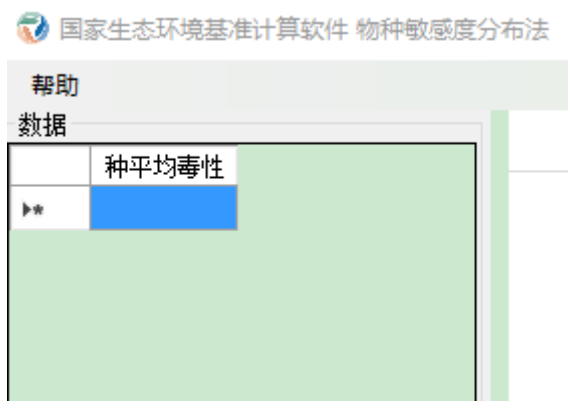 国家生态环境基准计算软件 物种敏感度分布法
帮助
数据
种平均毒性